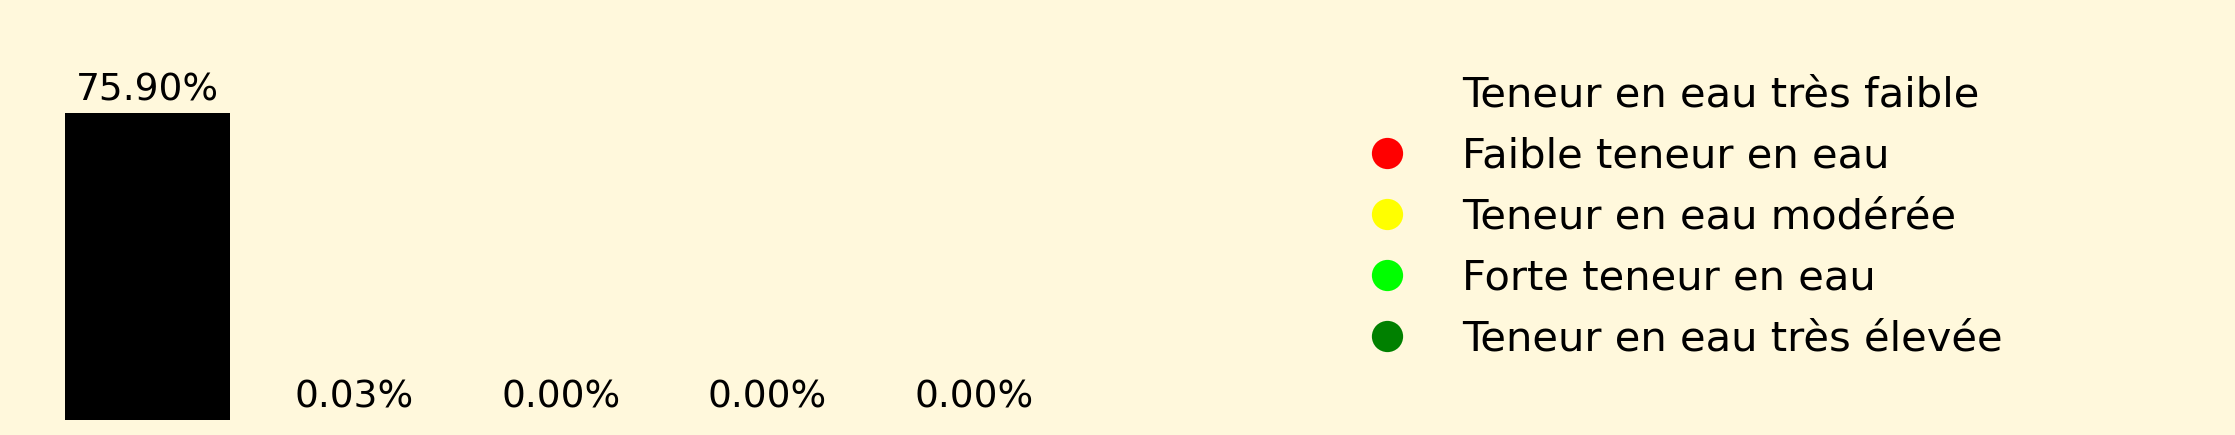 75.90%
0.03%
0.00%
0.00%
0.00%
Teneur en eau très faible
Faible teneur en eau
Teneur en eau modérée
Forte teneur en eau
Teneur en eau très élevée